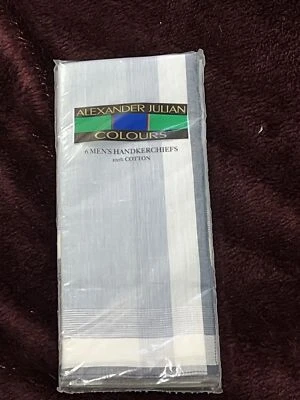 ALEXANDER JULIAN
COLOURS
6 MEN'S HANDKERCHIEFS
100% COTTON